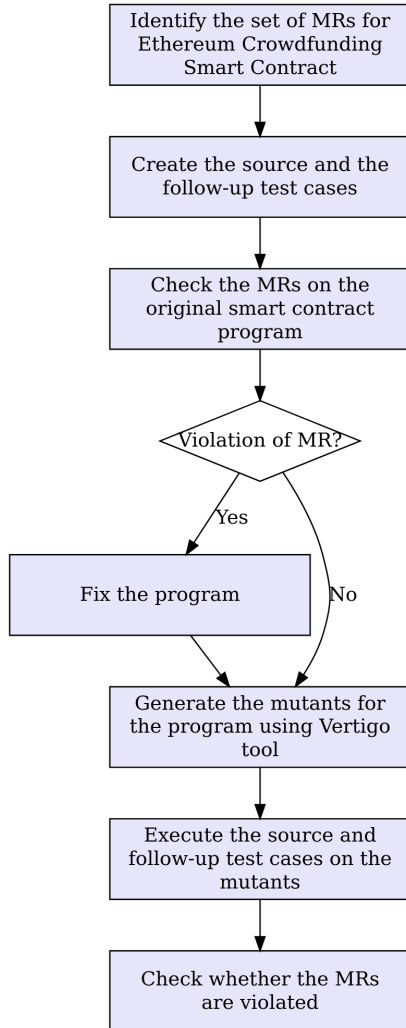 Identify the set of MRs for
Ethereum Crowdfunding
Smart Contract
Create the source and the
follow-up test cases
Check the MRs on the
original smart contract
program
Violation of MR?
Yes
Fix the program
No
Generate the mutants for
the program using Vertigo
tool
Execute the source and
follow-up test cases on the
mutants
Check whether the MRs
are violated